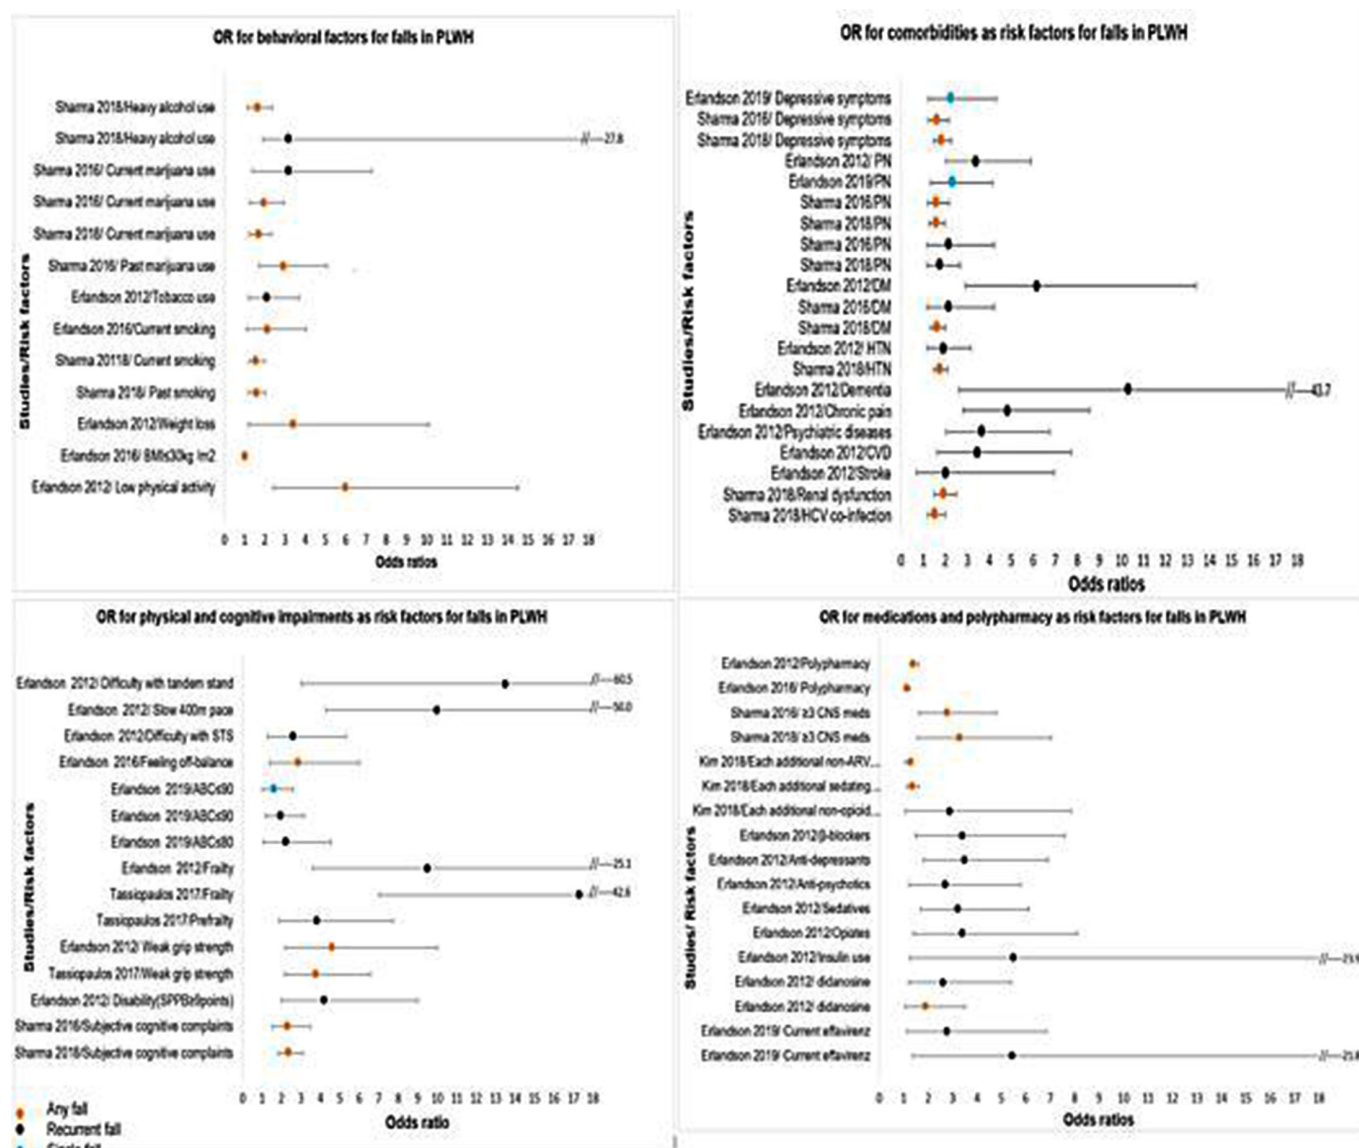 OR for behavioral factors for falls in PLWH
Studies/Risk factors
Sharma 2018/Heavy alcohol use
Sharma 2018/Heavy alcohol use
//----27.8
Sharma 2016/ Current marijuana use
Sharma 2016/ Current marijuana use
Sharma 2018/ Current marijuana use
Sharma 2016/ Past marijuana use
Erlandson 2012/Tobacco use
Erlandson 2016/Current smoking
Sharma 20118/ Current smoking
Sharma 2018/ Past smoking
Erlandson 2012/Weight loss
Erlandson 2016/ BMI≤30kg /m2
Erlandson 2012/ Low physical activity
0 1 2 3 4 5 6 7 8 9 10 11 12 13 14 15 16 17 18
Odds ratios
OR for comorbidities as risk factors for falls in PLWH
Studies/Risk factors
Erlandson 2019/ Depressive symptoms
Sharma 2016/ Depressive symptoms
Sharma 2018/ Depressive symptoms
Erlandson 2012/ PN
Erlandson 2019/PN
Sharma 2016/PN
Sharma 2018/PN
Sharma 2016/PN
Sharma 2018/PN
Erlandson 2012/DM
Sharma 2016/DM
Sharma 2018/DM
Erlandson 2012/ HTN
Sharma 2018/HTN
Erlandson 2012/Dementia
//----43.7
Erlandson 2012/Chronic pain
Erlandson 2012/Psychiatric diseases
Erlandson 2012/CVD
Erlandson 2012/Stroke
Sharma 2018/Renal dysfunction
Sharma 2018/HCV co-infection
0 1 2 3 4 5 6 7 8 9 10 11 12 13 14 15 16 17 18
Odds ratios
OR for physical and cognitive impairments as risk factors for falls in PLWH
Studies/Risk factors
Erlandson 2012/ Difficulty with tandem stand
//----60.5
Erlandson 2012/ Slow 400m pace
//----56.0
Erlandson 2012/Difficulty with STS
Erlandson 2016/Feeling off-balance
Erlandson 2019/ABC≤90
Erlandson 2019/ABC≤90
Erlandson 2019/ABC≤80
Erlandson 2012/Frailty
//----25.1
Tassiopaulos 2017/Frailty
//----42.6
Tassiopaulos 2017/Prefrailty
Erlandson 2012/ Weak grip strength
Tassiopaulos 2017/Weak grip strength
Erlandson 2012/ Disability(SPPB≥9points)
Sharma 2016/Subjective cognitive complaints
Sharma 2018/Subjective cognitive complaints
0 1 2 3 4 5 6 7 8 9 10 11 12 13 14 15 16 17 18
Odds ratio
Any fall
Recurrent fall
Single fall
OR for medications and polypharmacy as risk factors for falls in PLWH
Studies/ Risk factors
Erlandson 2012/Polypharmacy
Erlandson 2016/ Polypharmacy
Sharma 2016/ ≥3 CNS meds
Sharma 2018/ ≥3 CNS meds
Kim 2018/Each additional non-ARV...
Kim 2018/Each additional sedating...
Kim 2018/Each additional non-opioid...
Erlandson 2012/β-blockers
Erlandson 2012/Anti-depressants
Erlandson 2012/Anti-psychotics
Erlandson 2012/Sedatives
Erlandson 2012/Opiates
Erlandson 2012/Insulin use
Erlandson 2012/ didanosine
Erlandson 2012/ didanosine
Erlandson 2019/ Current effavirenz
Erlandson 2019/ Current effavirenz
//----21.8
0 1 2 3 4 5 6 7 8 9 10 11 12 13 14 15 16 17 18
Odds ratios